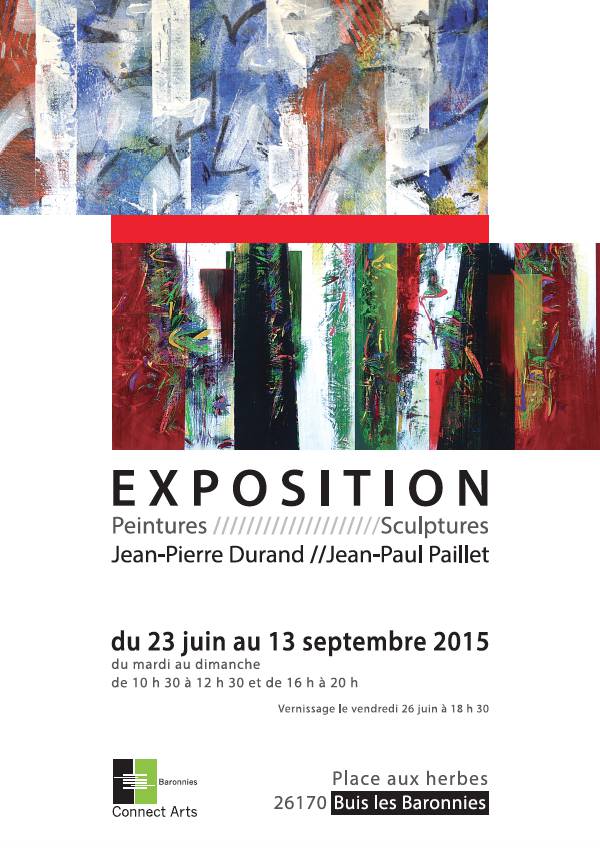 EXPOSITION
Peintures ////////////////////Sculptures
Jean-Pierre Durand //Jean-Paul Paillet
du 23 juin au 13 septembre 2015
du mardi au dimanche
de 10 h 30 à 12 h 30 et de 16 h à 20 h
Vernissage le vendredi 26 juin à 18 h 30
Baronnies
Connect Arts
Place aux herbes
26170 Buis les Baronnies